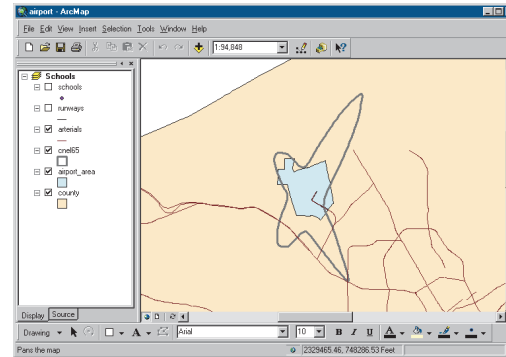 airport - ArcMap
File Edit View Insert Selection Tools Window Help
1:94,848
Schools
schools
runways
arterials
cnel65
airport_area
county
Display Source
Drawing A Arial 10 B I U A
Pans the map 2329465.46, 748286.53 Feet